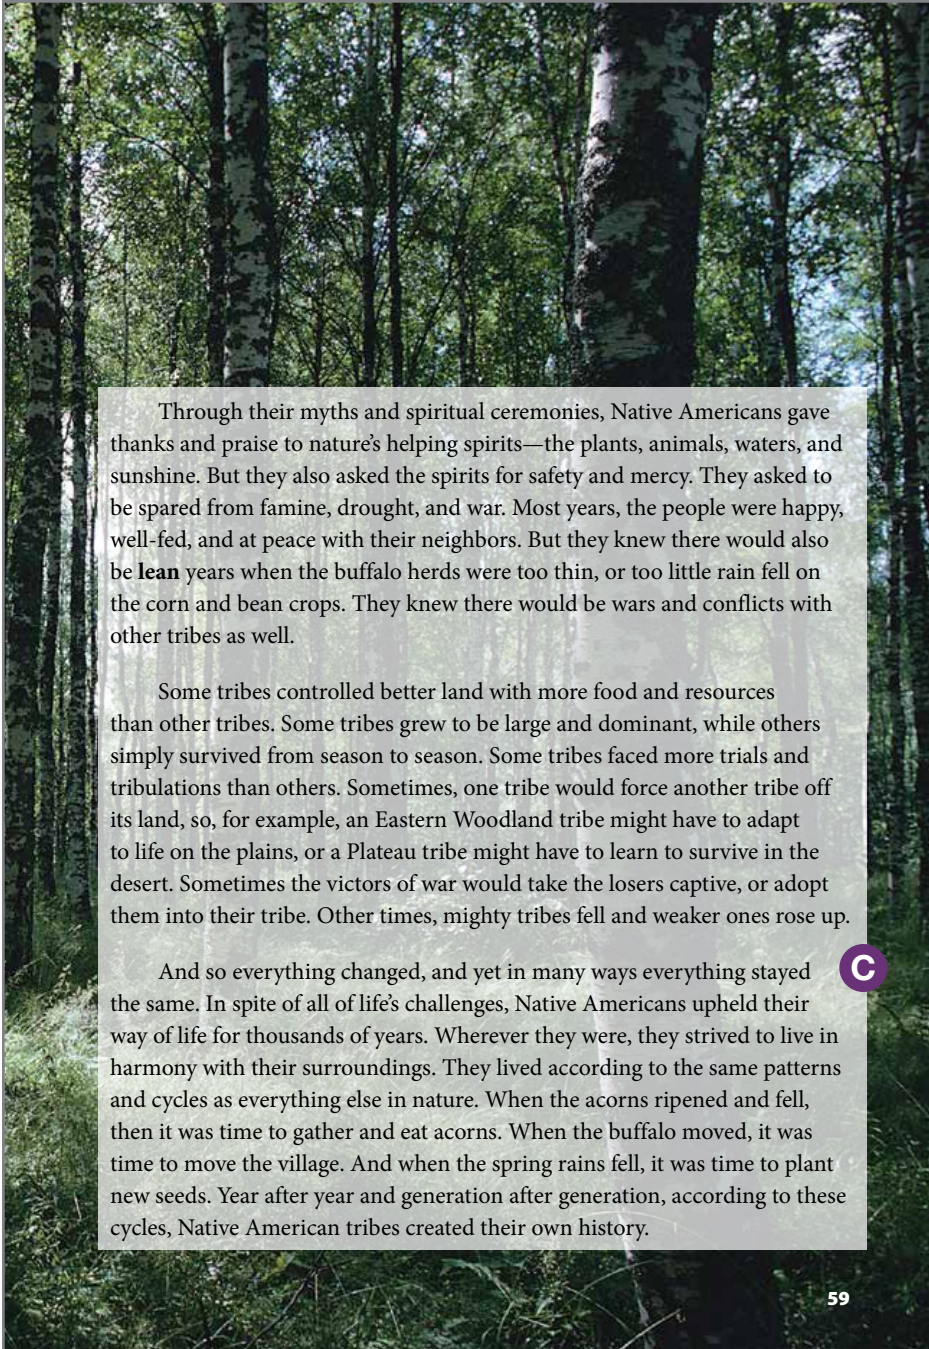 Through their myths and spiritual ceremonies, Native Americans gave
thanks and praise to nature’s helping spirits—the plants, animals, waters, and
sunshine. But they also asked the spirits for safety and mercy. They asked to
be spared from famine, drought, and war. Most years, the people were happy,
well-fed, and at peace with their neighbors. But they knew there would also
be lean years when the buffalo herds were too thin, or too little rain fell on
the corn and bean crops. They knew there would be wars and conflicts with
other tribes as well.
Some tribes controlled better land with more food and resources
than other tribes. Some tribes grew to be large and dominant, while others
simply survived from season to season. Some tribes faced more trials and
tribulations than others. Sometimes, one tribe would force another tribe off
its land, so, for example, an Eastern Woodland tribe might have to adapt
to life on the plains, or a Plateau tribe might have to learn to survive in the
desert. Sometimes the victors of war would take the losers captive, or adopt
them into their tribe. Other times, mighty tribes fell and weaker ones rose up.
And so everything changed, and yet in many ways everything stayed
C
the same. In spite of all of life’s challenges, Native Americans upheld their
way of life for thousands of years. Wherever they were, they strived to live in
harmony with their surroundings. They lived according to the same patterns
and cycles as everything else in nature. When the acorns ripened and fell,
then it was time to gather and eat acorns. When the buffalo moved, it was
time to move the village. And when the spring rains fell, it was time to plant
new seeds. Year after year and generation after generation, according to these
cycles, Native American tribes created their own history.
59